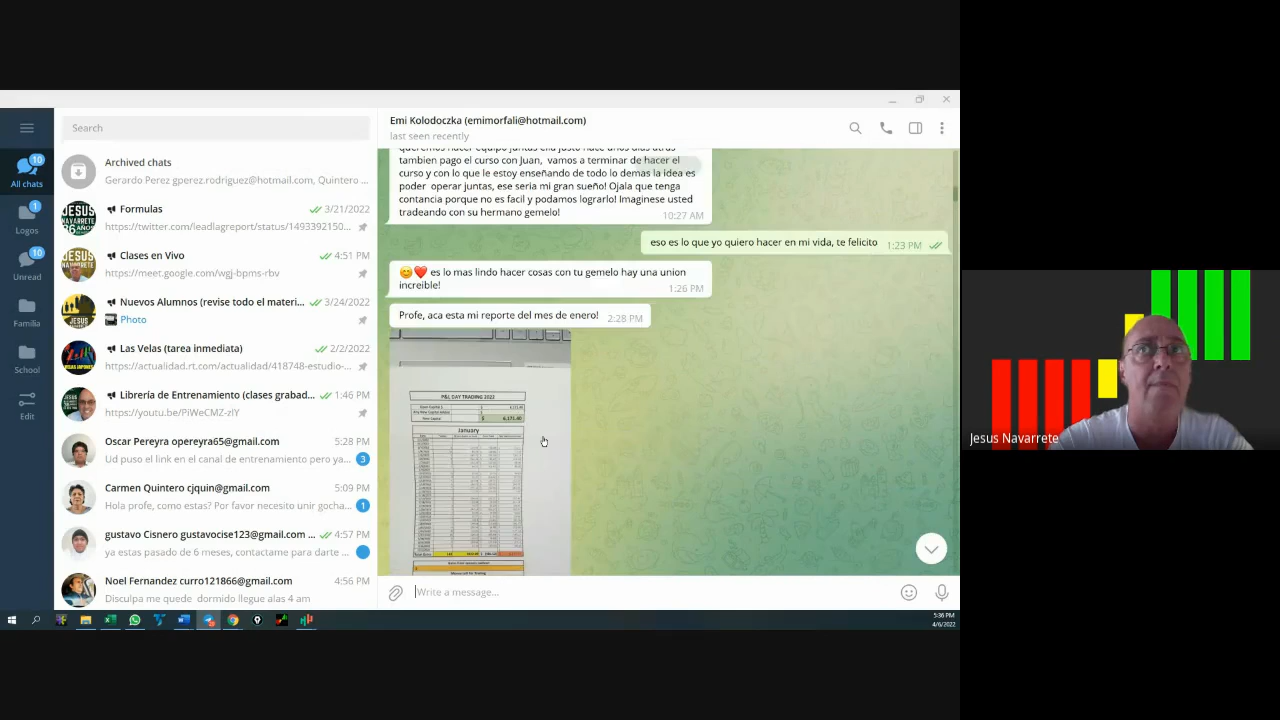 Search
Emi Kolodoczka (emimorfali@hotmail.com)
last seen recently
10
All chats
1
Logos
10
Unread
Familia
School
Edit
Archived chats
Gerardo Perez gperez.rodriguez@hotmail.com, Quintero ...
Formulas 3/21/2022
https://twitter.com/leadlagreport/status/1493392150...
Clases en Vivo 4:51 PM
https://meet.google.com/wgj-bpms-rbv
Nuevos Alumnos (revise todo el materi... 3/24/2022
Photo
Las Velas (tarea inmediata) 2/2/2022
https://actualidad.rt.com/actualidad/418748-estudio-...
Librería de Entrenamiento (clases grabad... 1:46 PM
https://youtu.be/PiWeCMZ-zlY
Oscar Pereyra opereyra65@gmail.com 5:28 PM
Ud puso el link en el canal de entrenamiento pero ya... 3
Carmen Quintero cjquin@gmail.com 5:09 PM
Hola profe, como estas? Por favor necesito unir gocha... 1
gustavo Cisnero gustavocise123@gmail.com ... 4:57 PM
ya estas pasado de 6 meses, contactame para darte ...
Noel Fernandez curro121866@gmail.com 4:56 PM
Disculpa me quede dormido llegue alas 4 am
queremos hacer equipo juntas ella justo hace unos dias atras
tambien pago el curso con Juan, vamos a terminar de hacer el
curso y con lo que le estoy enseñando de todo lo demas la idea es
poder operar juntas, ese seria mi gran sueño! Ojala que tenga
contancia porque no es facil y podamos lograrlo! Imaginese usted
tradeando con su hermano gemelo! 10:27 AM
eso es lo que yo quiero hacer en mi vida, te felicito 1:23 PM
es lo mas lindo hacer cosas con tu gemelo hay una union
increible! 1:26 PM
Profe, aca esta mi reporte del mes de enero! 2:28 PM
P&L DAY TRADING 2022
January
Write a message...
5:36 PM
4/6/2022
Jesus Navarrete